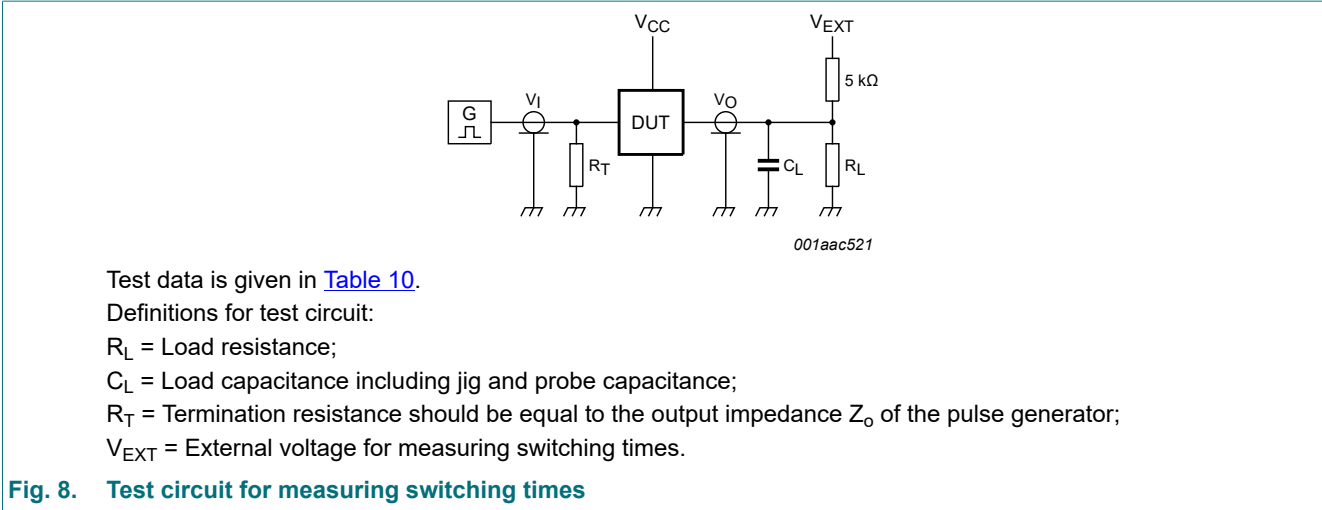 VCC
VEXT
5 kΩ
G
VI
DUT
VO
RT
CL
RL
001aac521
Test data is given in Table 10.
Definitions for test circuit:
RL = Load resistance;
CL = Load capacitance including jig and probe capacitance;
RT = Termination resistance should be equal to the output impedance Zo of the pulse generator;
VEXT = External voltage for measuring switching times.
Fig. 8. Test circuit for measuring switching times